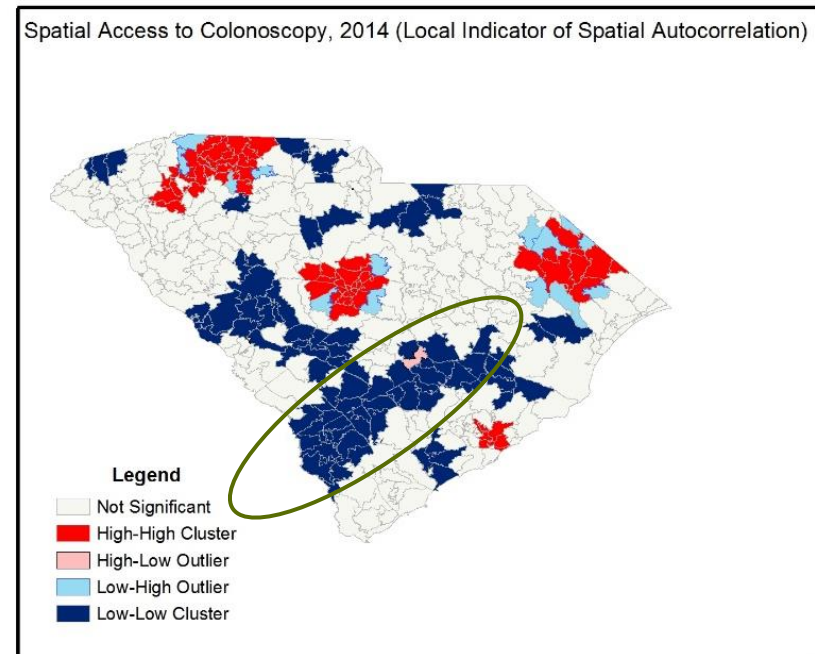 Spatial Access to Colonoscopy, 2014 (Local Indicator of Spatial Autocorrelation)
Legend
Not Significant
High-High Cluster
High-Low Outlier
Low-High Outlier
Low-Low Cluster